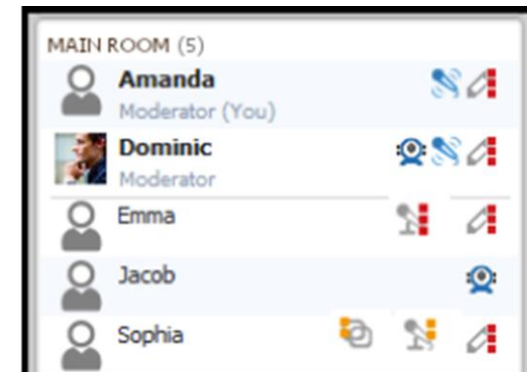 MAIN ROOM (5)
Amanda
Moderator (You)
Dominic
Moderator
Emma
Jacob
Sophia